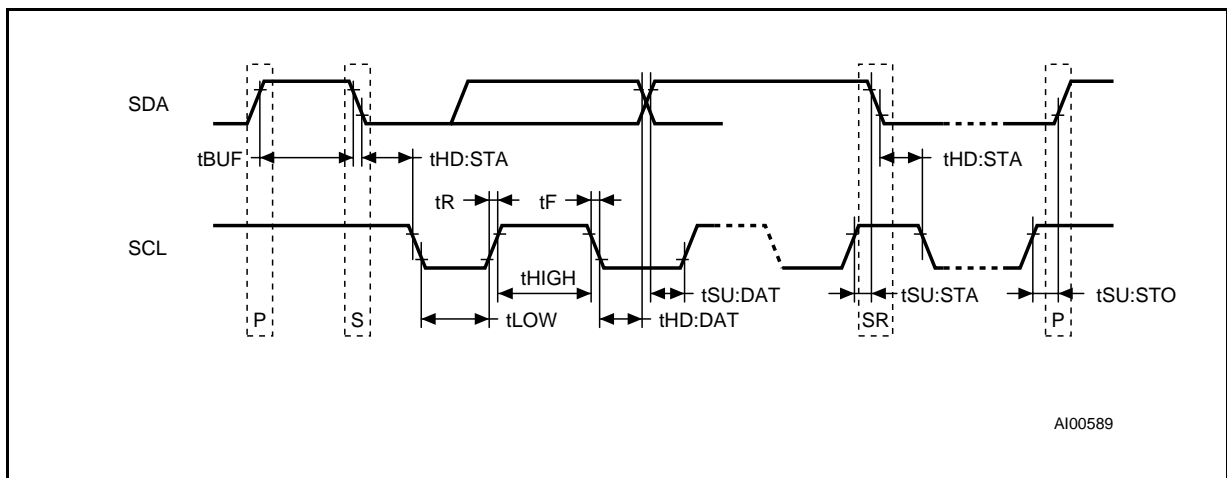 SDA
tBUF
tHD:STA
tHD:STA
tR
tF
SCL
tHIGH
tSU:DAT
tSU:STA
tSU:STO
P
S
tLOW
tHD:DAT
SR
P
AI00589